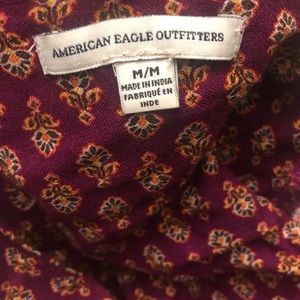 AMERICAN EAGLE OUTFITTERS
M/M
MADE IN INDIA
FABRIQUÉ EN
INDE